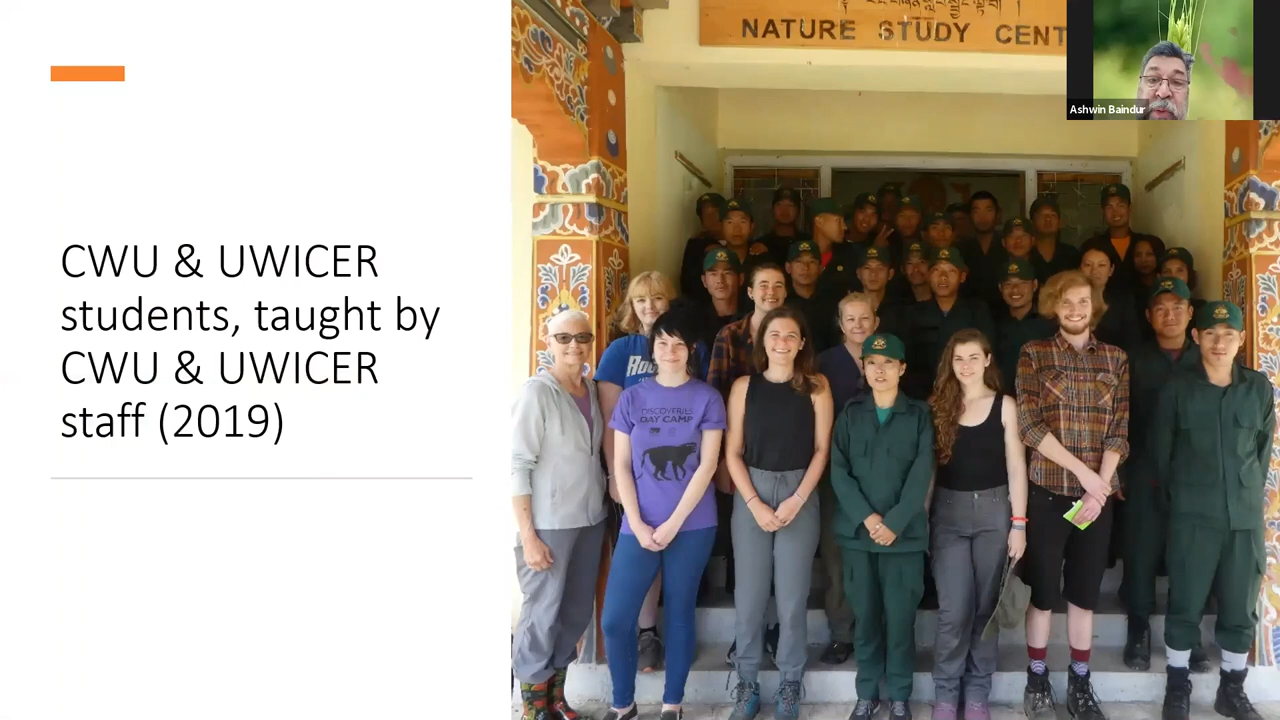 NATURE STUDY CENT
Ashwin Baindur
CWU & UWICER
students, taught by
CWU & UWICER
staff (2019)
DISCOVERIES
DAY CAMP